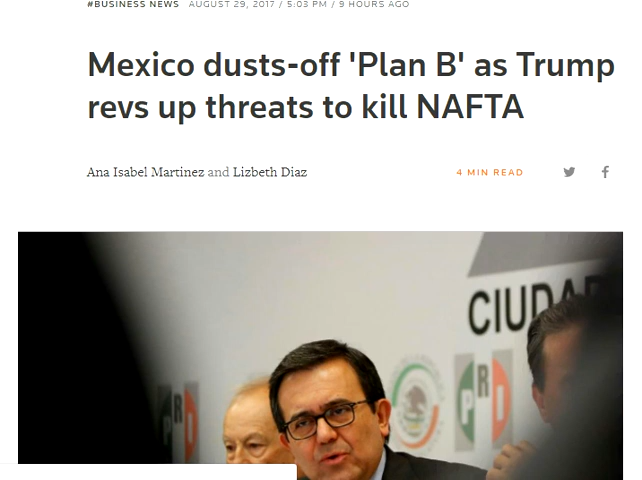 #BUSINESS NEWS AUGUST 29, 2017 / 5:03 PM / 9 HOURS AGO
Mexico dusts-off 'Plan B' as Trump
revs up threats to kill NAFTA
Ana Isabel Martinez and Lizbeth Diaz 4 MIN READ
CIUDAD
PRI
PRI